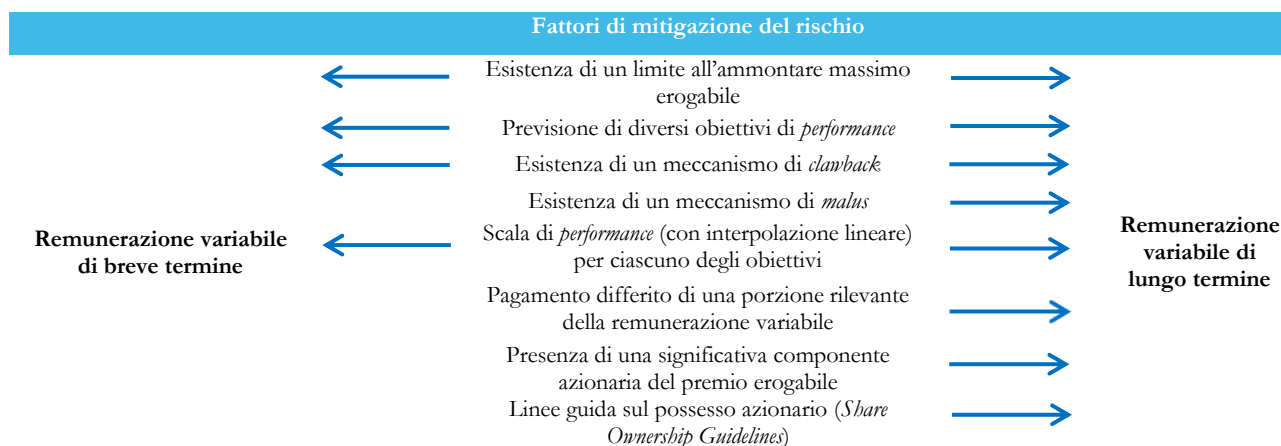 Fattori di mitigazione del rischio
Esistenza di un limite all'ammontare massimo
erogabile
Previsione di diversi obiettivi di performance
Esistenza di un meccanismo di clawback
Esistenza di un meccanismo di malus
Remunerazione variabile
di breve termine
Scala di performance (con interpolazione lineare)
per ciascuno degli obiettivi
Remunerazione
variabile di
lungo termine
Pagamento differito di una porzione rilevante
della remunerazione variabile
Presenza di una significativa componente
azionaria del premio erogabile
Linee guida sul possesso azionario (Share
Ownership Guidelines)